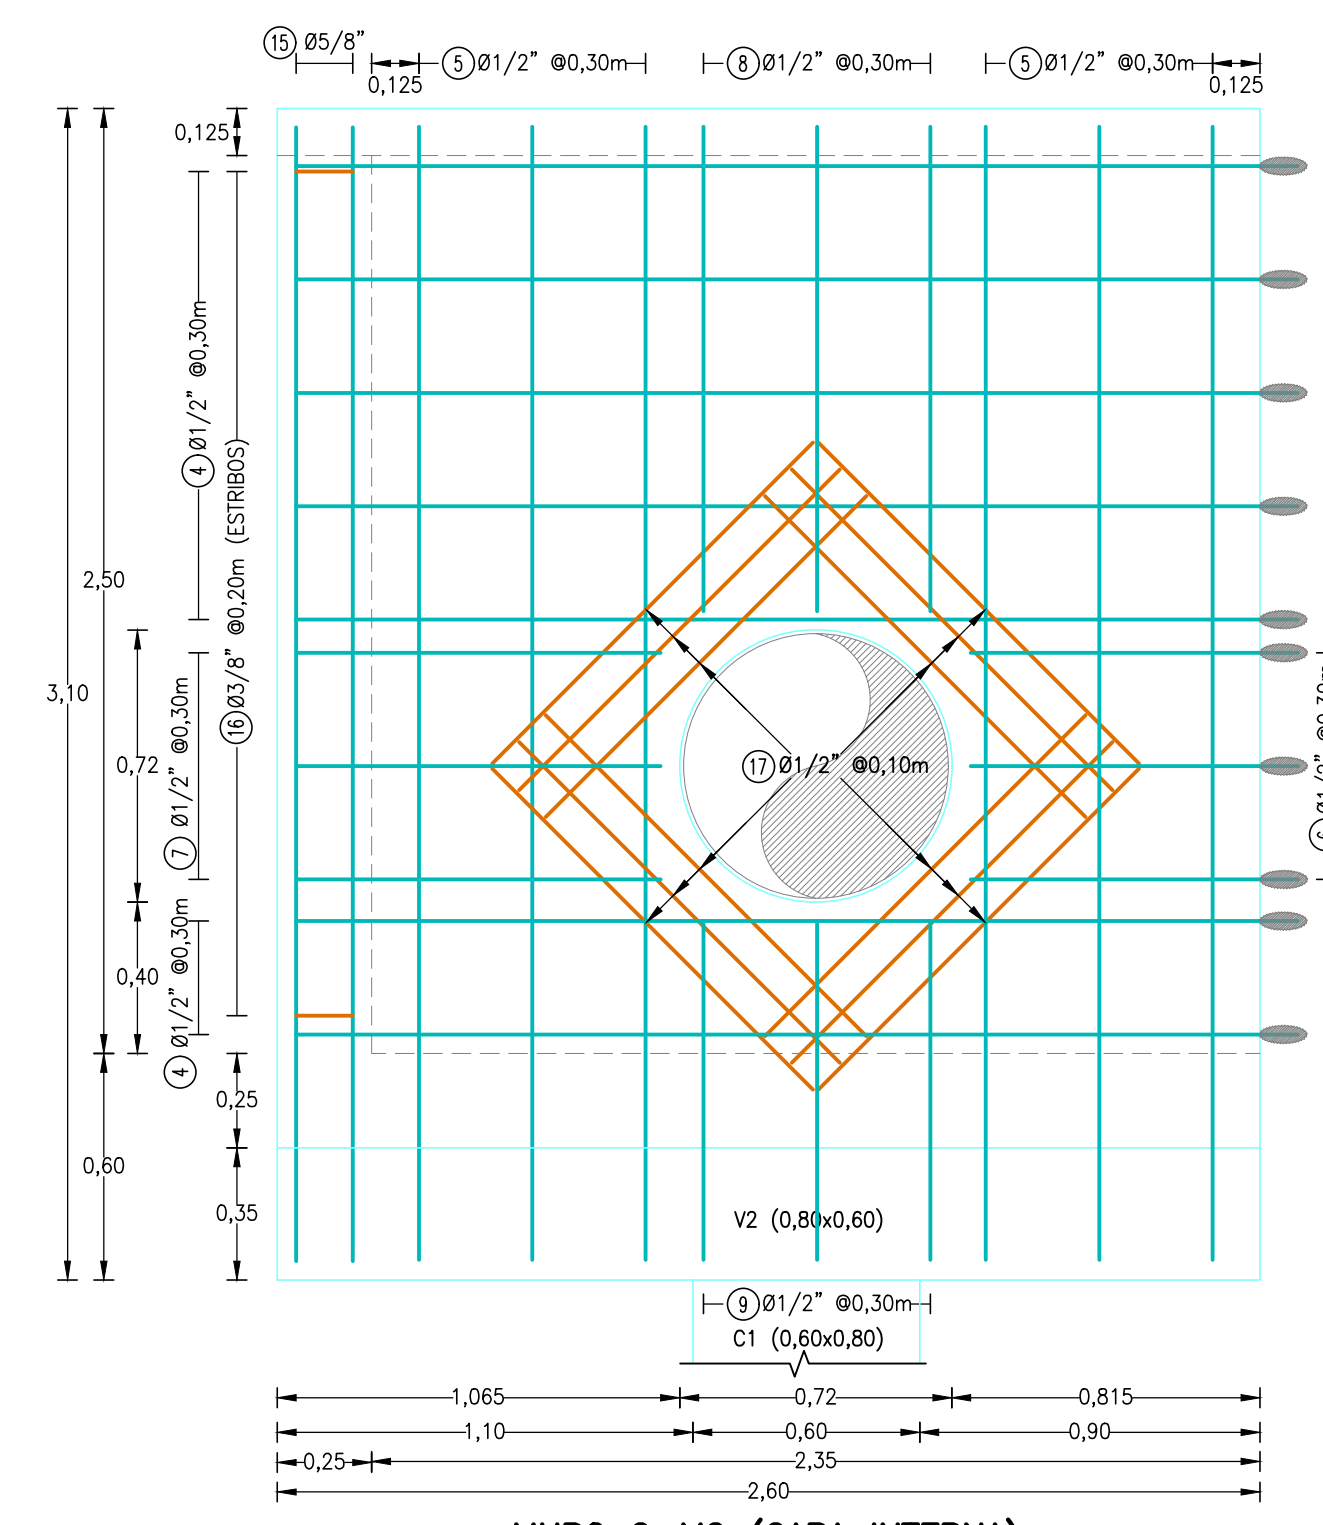 15 Ø5/8"
0,125
5 Ø1/2" @0,30m
8 Ø1/2" @0,30m
5 Ø1/2" @0,30m
0,125
0,125
4 Ø1/2" @0,30m
16 Ø3/8" @0,20m (ESTRIBOS)
2,50
3,10
0,72
7 Ø1/2" @0,30m
17 Ø1/2" @0,10m
0,40
4 Ø1/2" @0,30m
0,25
0,60
0,35
V2 (0,80x0,60)
9 Ø1/2" @0,30m
C1 (0,60x0,80)
1,065
0,72
0,815
1,10
0,60
0,90
0,25
2,35
2,60